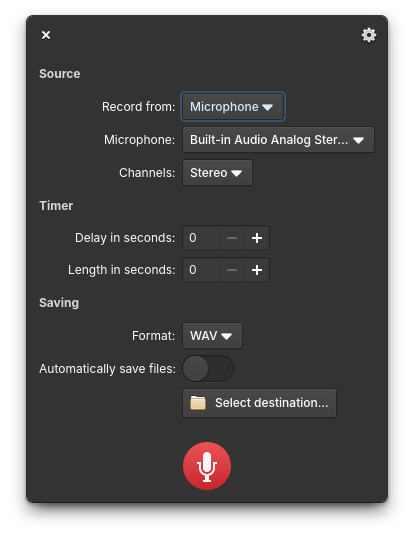 Source
Record from: Microphone
Microphone: Built-in Audio Analog Ster...
Channels: Stereo
Timer
Delay in seconds: 0
Length in seconds: 0
Saving
Format: WAV
Automatically save files:
Select destination...